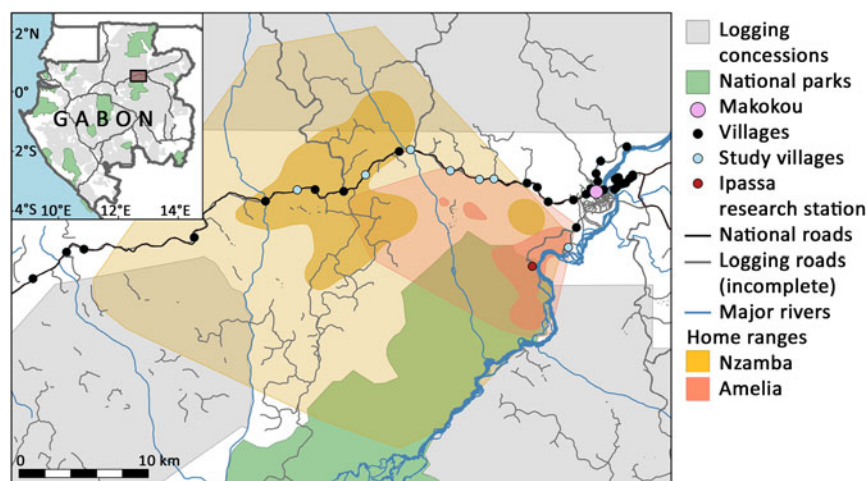 2°N
0°
2°S
4°S
10°E
12°E
14°E
GABON
0
10 km
Logging
concessions
National parks
Makokou
Villages
Study villages
Ipassa
research station
National roads
Logging roads
(incomplete)
Major rivers
Home ranges
Nzamba
Amelia